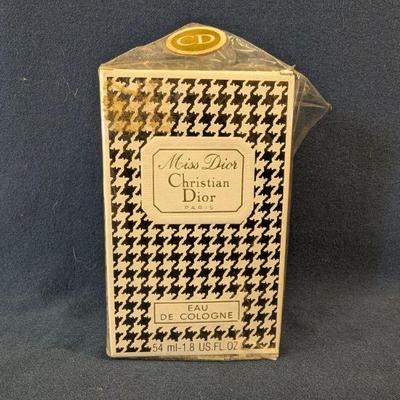 CD
Miss Dior
Christian
Dior
PARIS
EAU
DE COLOGNE
54 ml-1.8 US.FL.OZ